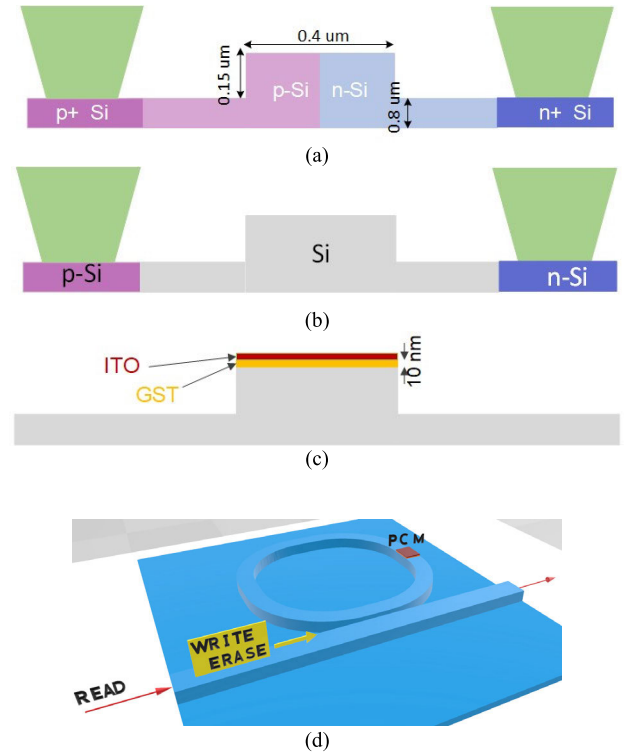 0.4 um
0.15 um
p-Si n-Si
p+ Si
0.8 um
n+ Si
(a)
Si
p-Si
n-Si
(b)
ITO
GST
10 nm
(c)
PCM
WRITE
ERASE
READ
(d)